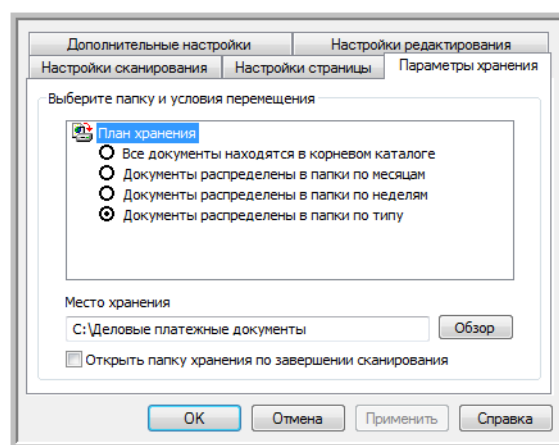 Дополнительные настройки Настройки редактирования
Настройки сканирования Настройки страницы Параметры хранения
Выберите папку и условия перемещения
План хранения
Все документы находятся в корневом каталоге
Документы распределены в папки по месяцам
Документы распределены в папки по неделям
Документы распределены в папки по типу
Место хранения
C:\Деловые платежные документы Обзор
Открыть папку хранения по завершении сканирования
OK Отмена Применить Справка